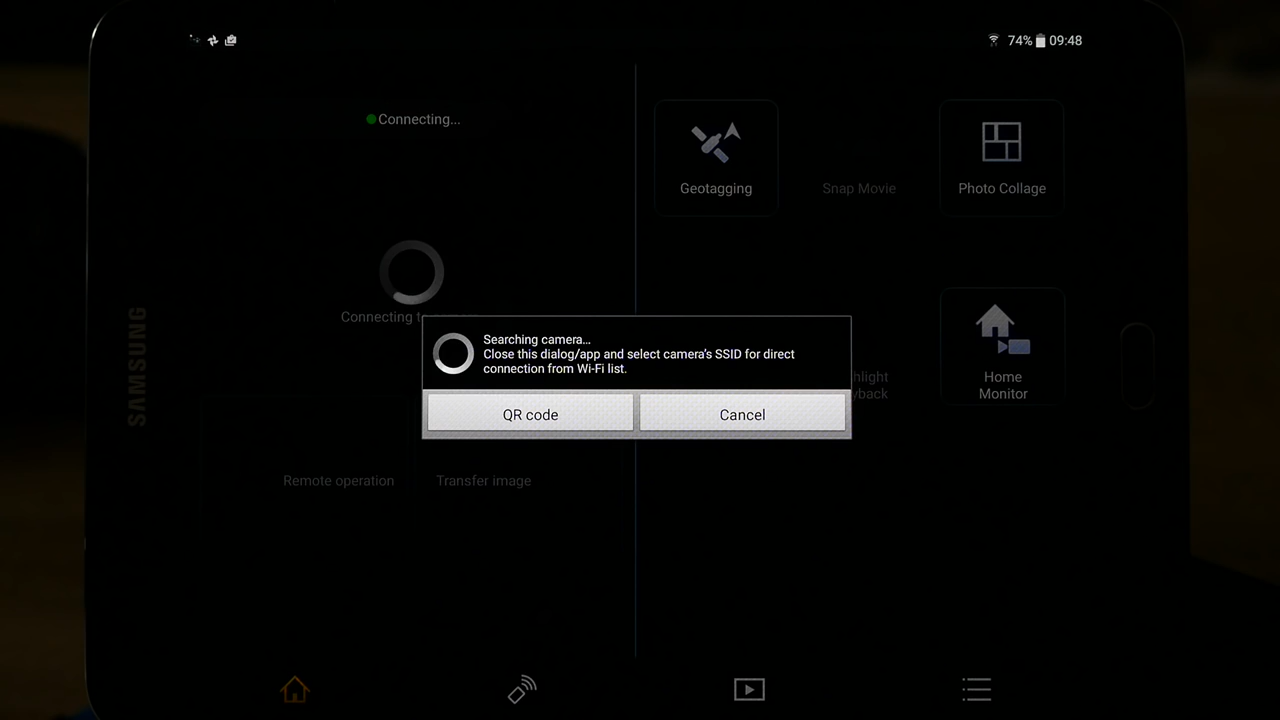 74% 09:48
Connecting...
Geotagging
Snap Movie
Photo Collage
SAMSUNG
Connecting t
Searching camera...
Close this dialog/app and select camera's SSID for direct
connection from Wi-Fi list.
QR code
Cancel
hlight
yback
Home
Monitor
Remote operation
Transfer image